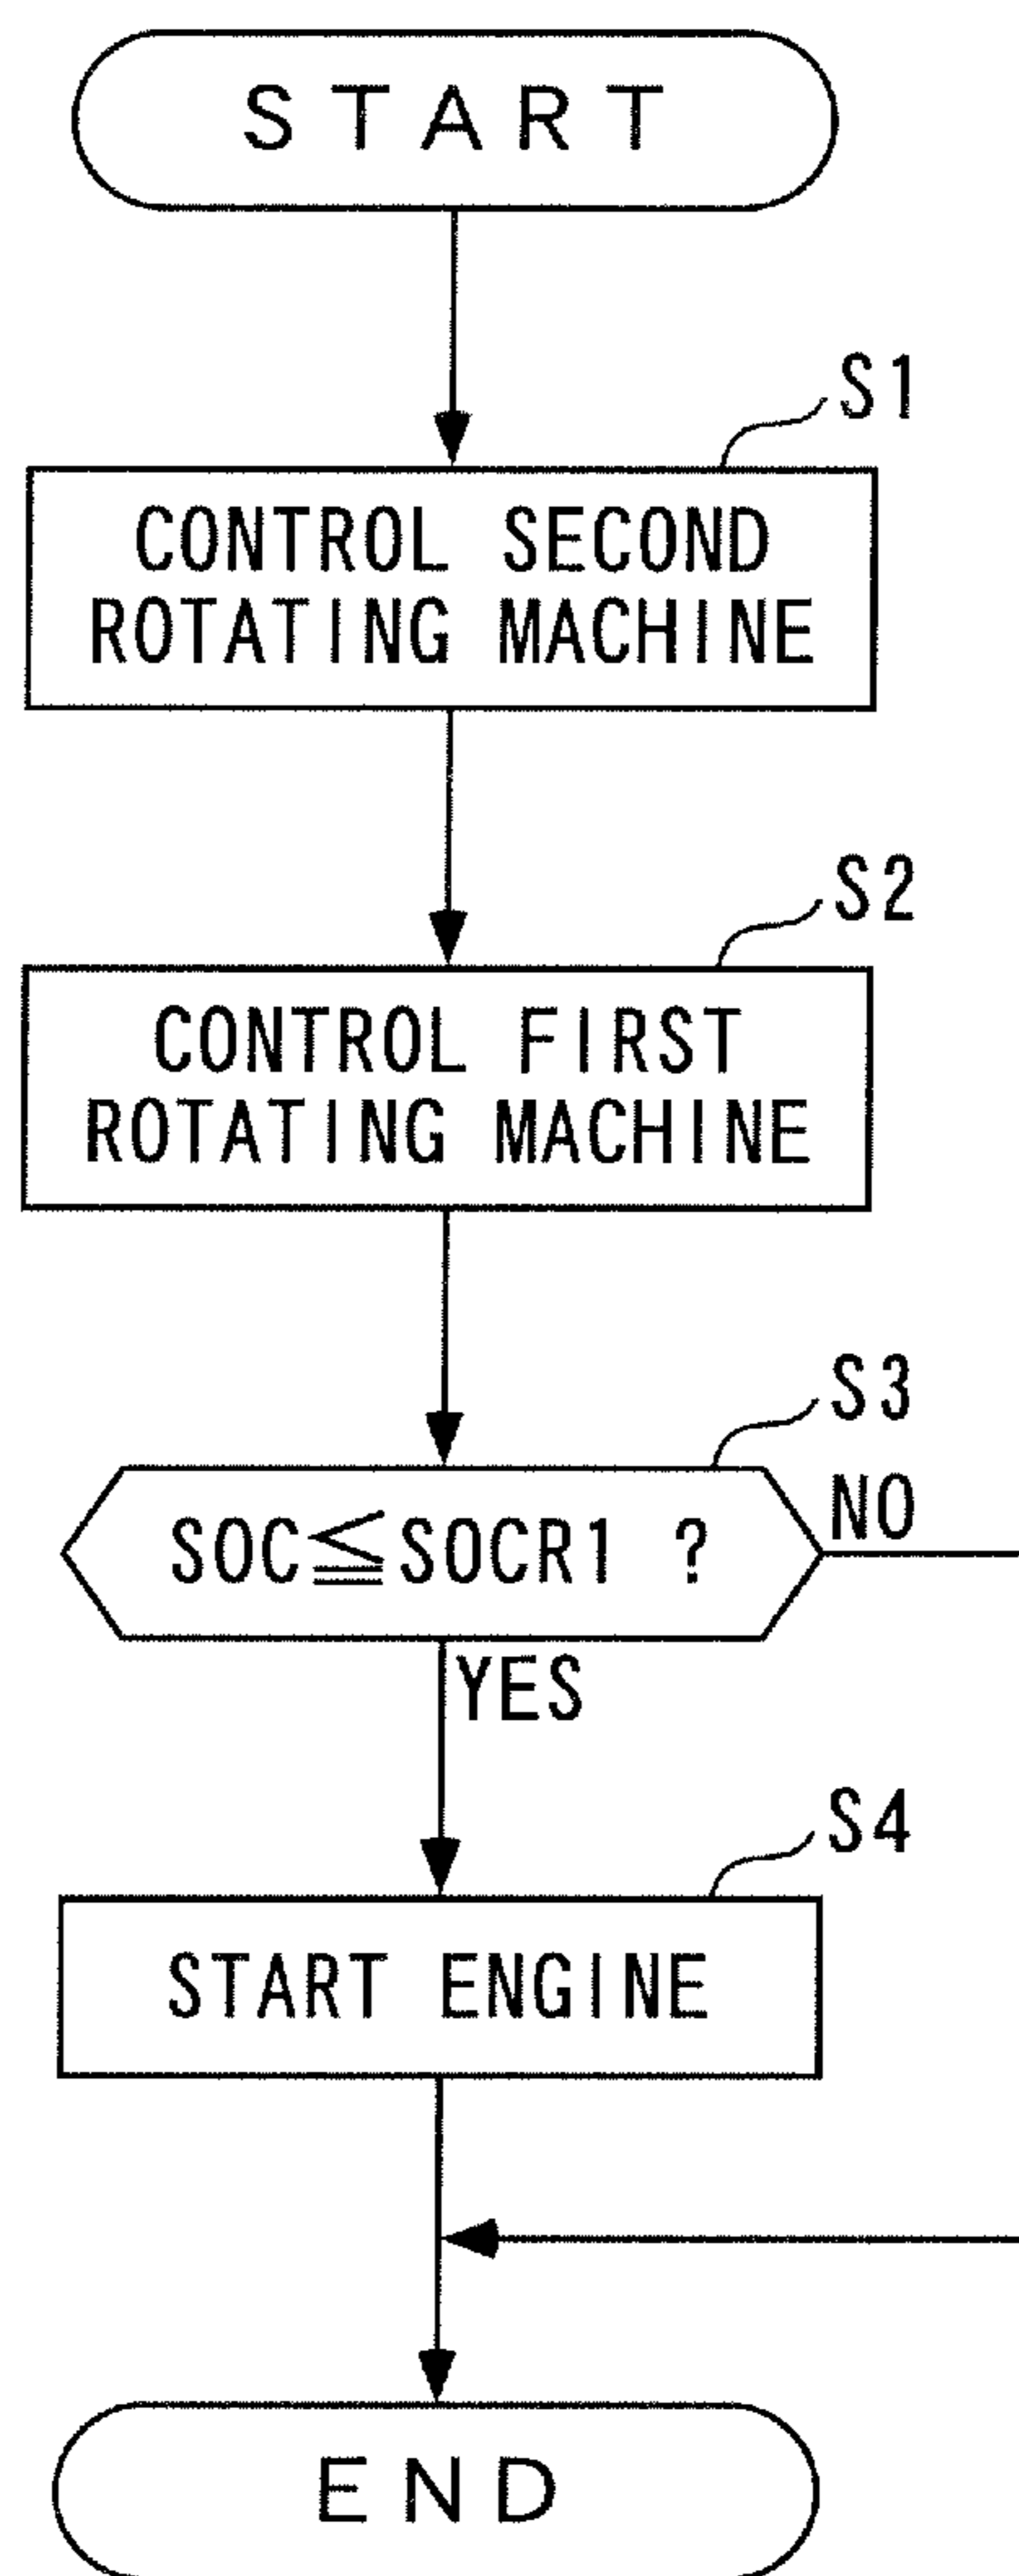 START
S1
CONTROL SECOND
ROTATING MACHINE
S2
CONTROL FIRST
ROTATING MACHINE
S3
SOC≦SOCR1 ?
NO
YES
S4
START ENGINE
END